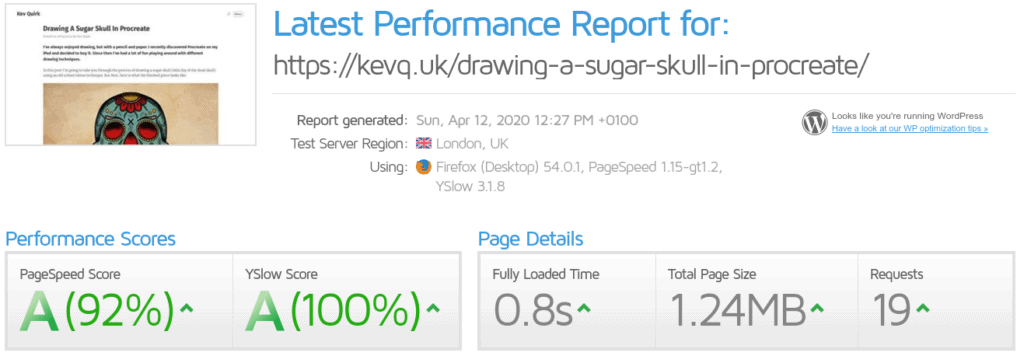 Kev Quirk
Drawing A Sugar Skull In Procreate
I've always enjoyed drawing, but with a pencil and paper. I recently discovered Procreate on my
iPad and decided to buy it. Since then I've had a lot of fun playing around with different
drawing techniques.
Latest Performance Report for:
https://kevq.uk/drawing-a-sugar-skull-in-procreate/
Report generated: Sun, Apr 12, 2020 12:27 PM +0100
Test Server Region: London, UK
Using: Firefox (Desktop) 54.0.1, PageSpeed 1.15-gt1.2,
YSlow 3.1.8
Looks like you're running WordPress
Have a look at our WP optimization tips »
Performance Scores
PageSpeed Score
A (92%)
YSlow Score
A (100%)
Page Details
Fully Loaded Time
0.8s
Total Page Size
1.24MB
Requests
19